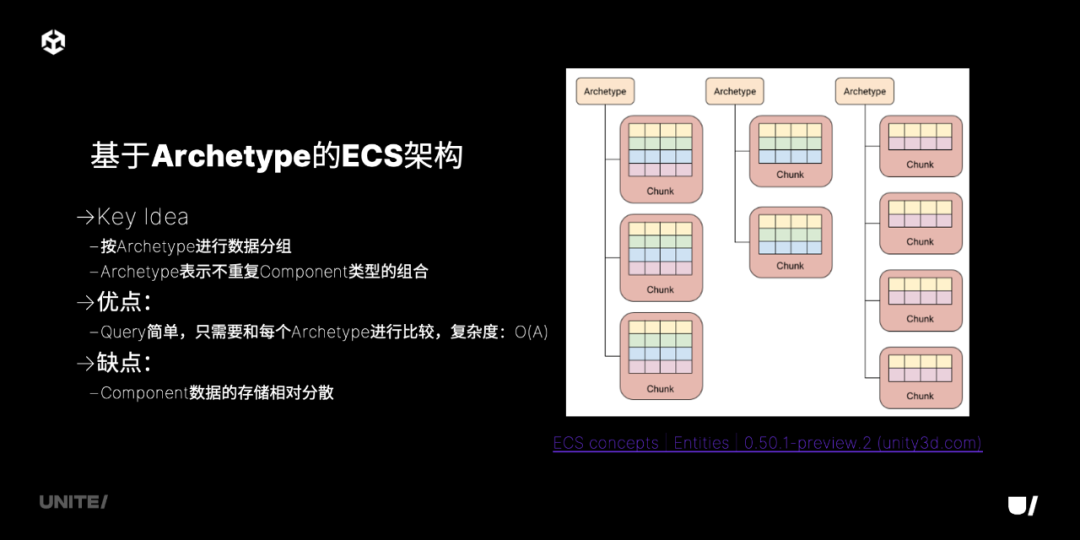 基于Archetype的ECS架构
→Key Idea
–按Archetype进行数据分组
–Archetype表示不重复Component类型的组合
→优点：
–Query简单，只需要和每个Archetype进行比较，复杂度：O(A)
→缺点：
–Component数据的存储相对分散
Archetype
Chunk
Chunk
Chunk
Archetype
Chunk
Chunk
Archetype
Chunk
Chunk
Chunk
Chunk
ECS concepts | Entities | 0.50.1-preview.2 (unity3d.com)
UNITE/